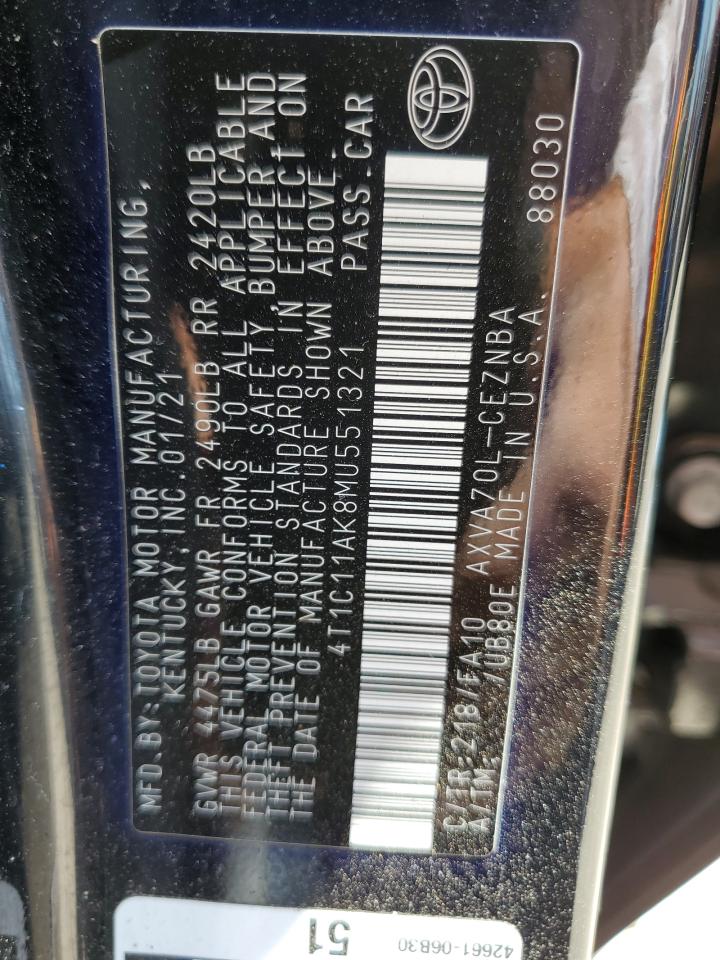 MFD.BY:TOYOTA MOTOR MANUFACTURING,
KENTUCKY, INC.01/21
GVWR 4475LB GAWR FR 2490LB RR 2420LB
THIS VEHICLE CONFORMS TO ALL APPLICABLE
FEDERAL MOTOR VEHICLE SAFETY,BUMPER,AND
THEFT PREVENTION STANDARDS IN EFFECT ON
THE DATE OF MANUFACTURE SHOWN ABOVE.
4T1C11AK8MU551321 PASS.CAR
C/TR:218/EA10 AXVA70L-CEZNBA
A/TM: /UB80E MADE IN U.S.A. 88030
51
42661-06B30